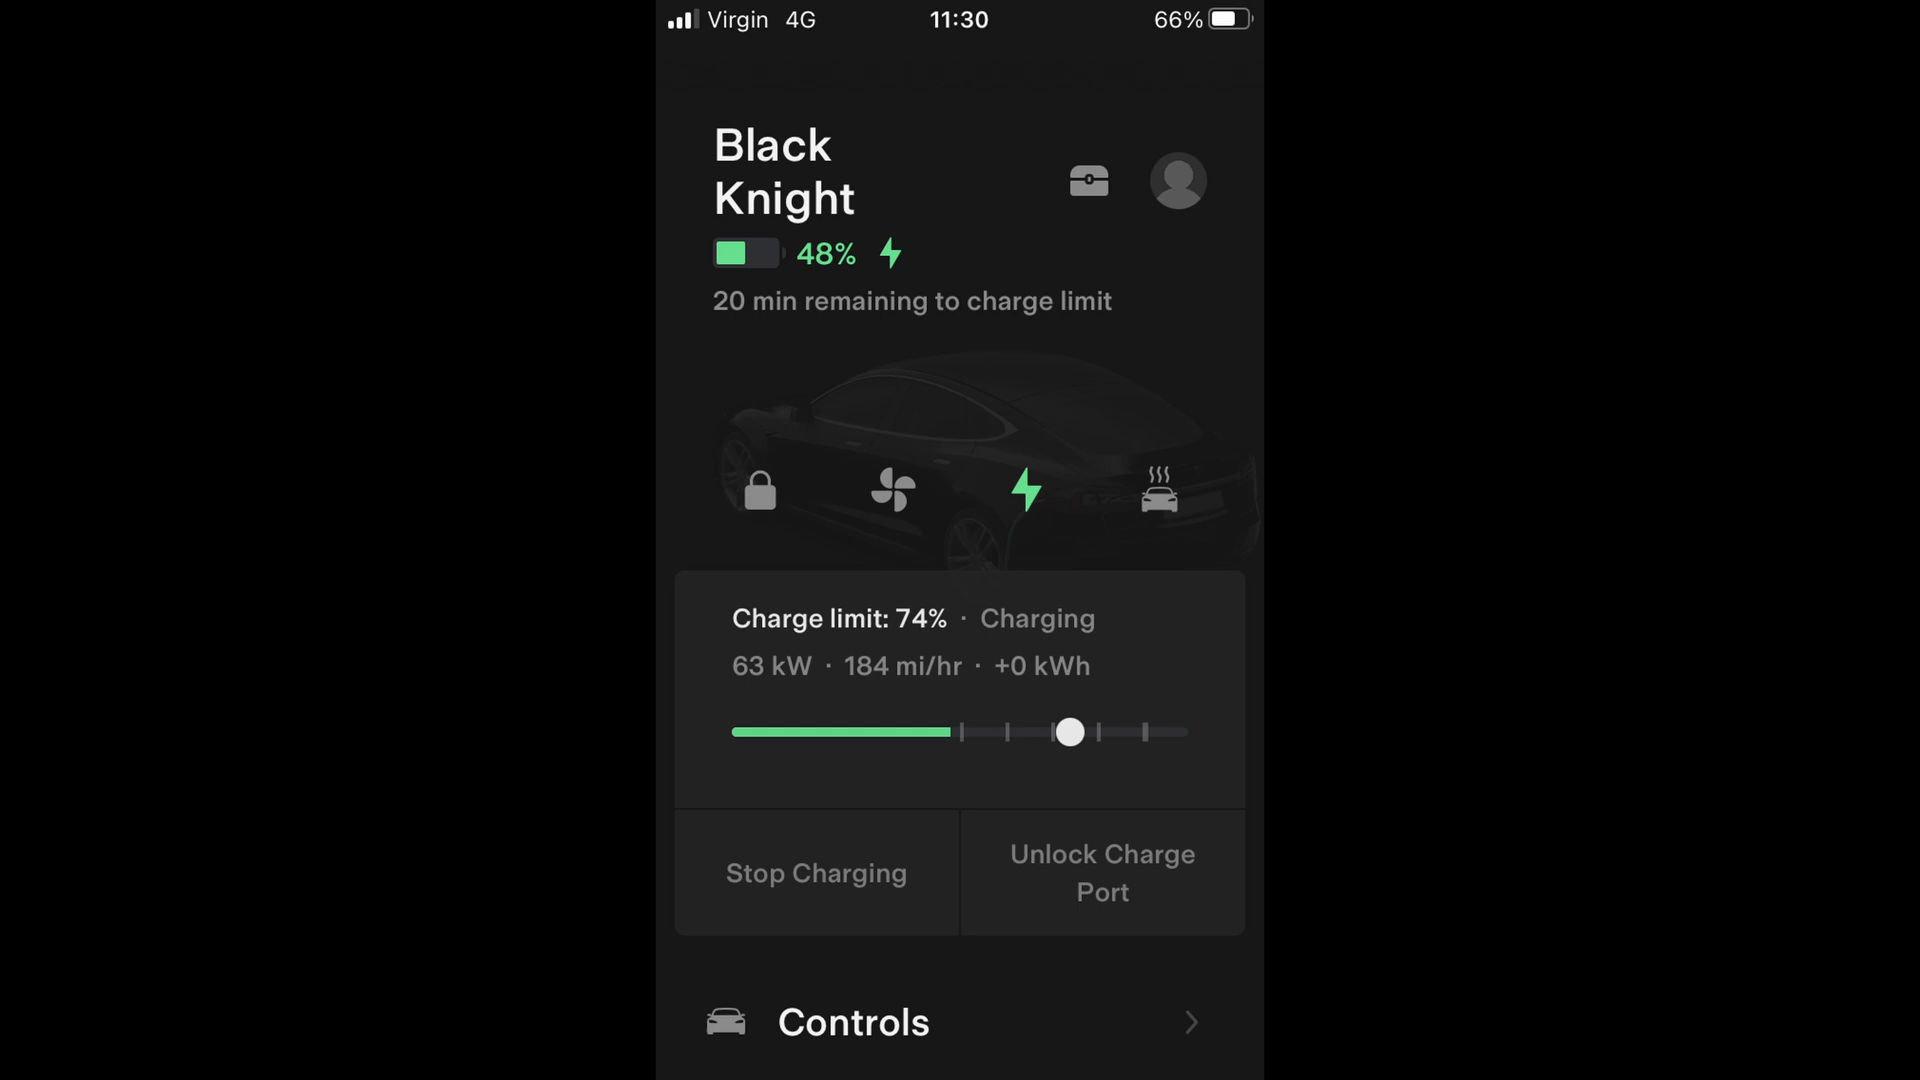 Virgin 4G 11:30 66%
Black
Knight
48%
20 min remaining to charge limit
Charge limit: 74% · Charging
63 kW · 184 mi/hr · +0 kWh
Stop Charging
Unlock Charge
Port
Controls